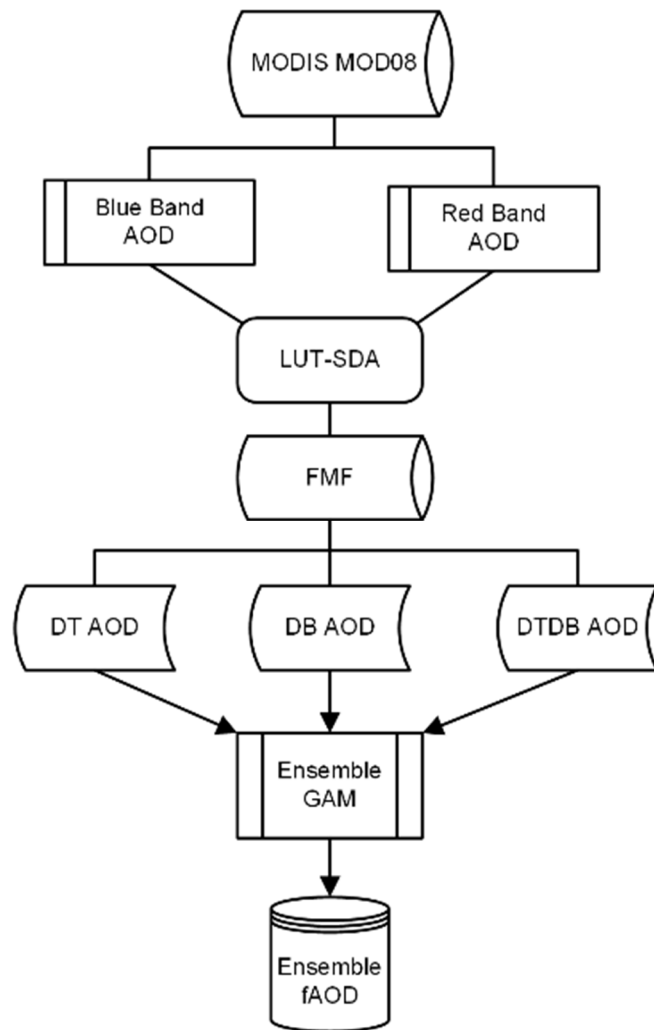 MODIS MOD08
Blue Band
AOD
Red Band
AOD
LUT-SDA
FMF
DT AOD
DB AOD
DTDB AOD
Ensemble
GAM
Ensemble
fAOD